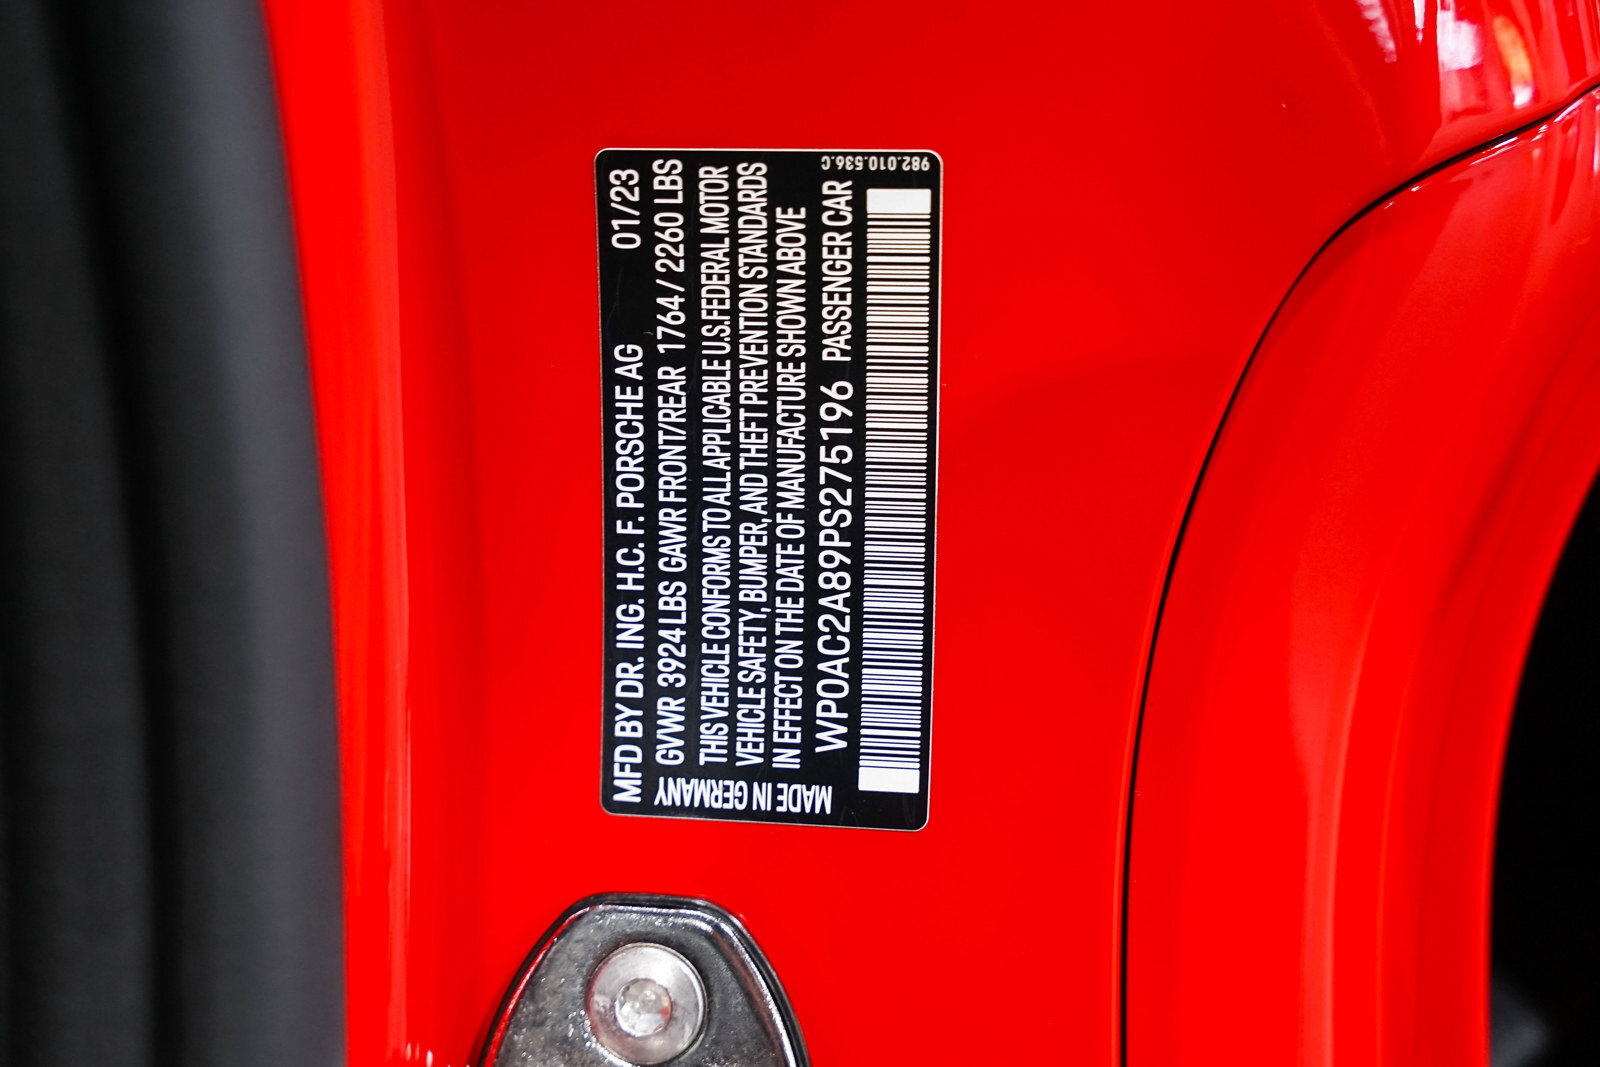 MFD BY DR. ING. H.C. F. PORSCHE AG 01/23
GVWR 3924 LBS GAWR FRONT/REAR 1764 / 2260 LBS
THIS VEHICLE CONFORMS TO ALL APPLICABLE U.S. FEDERAL MOTOR
VEHICLE SAFETY, BUMPER, AND THEFT PREVENTION STANDARDS
IN EFFECT ON THE DATE OF MANUFACTURE SHOWN ABOVE
WP0AC2A89PS275196 PASSENGER CAR
MADE IN GERMANY
982.010.536.C